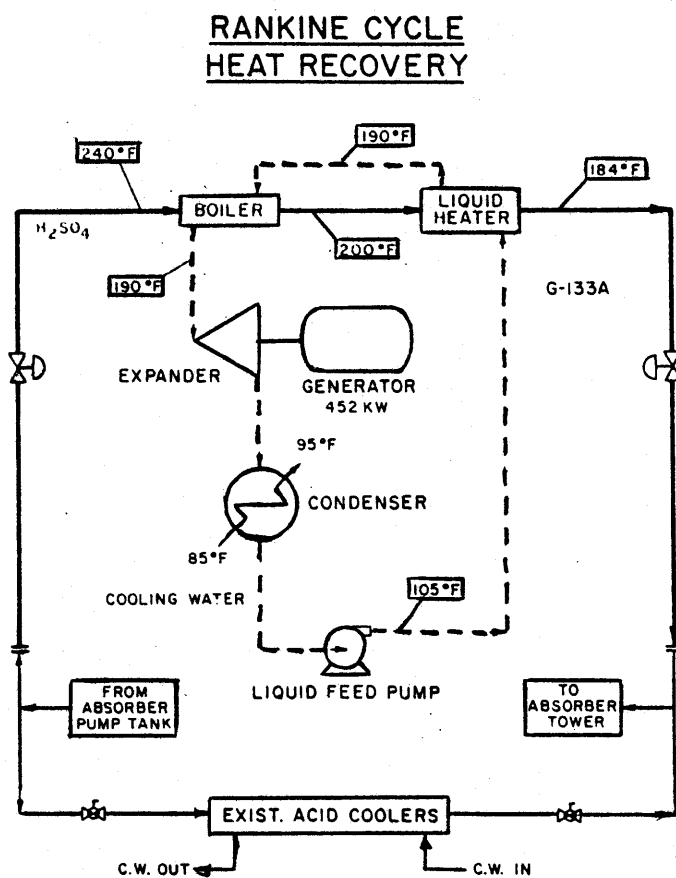 RANKINE CYCLE
HEAT RECOVERY
190°F
240°F
184°F
BOILER
LIQUID
HEATER
H₂SO₄
200°F
190°F
G-133A
EXPANDER
GENERATOR
452 KW
95°F
CONDENSER
85°F
COOLING WATER
105°F
LIQUID FEED PUMP
FROM
ABSORBER
PUMP TANK
TO
ABSORBER
TOWER
EXIST. ACID COOLERS
C.W. OUT
C.W. IN